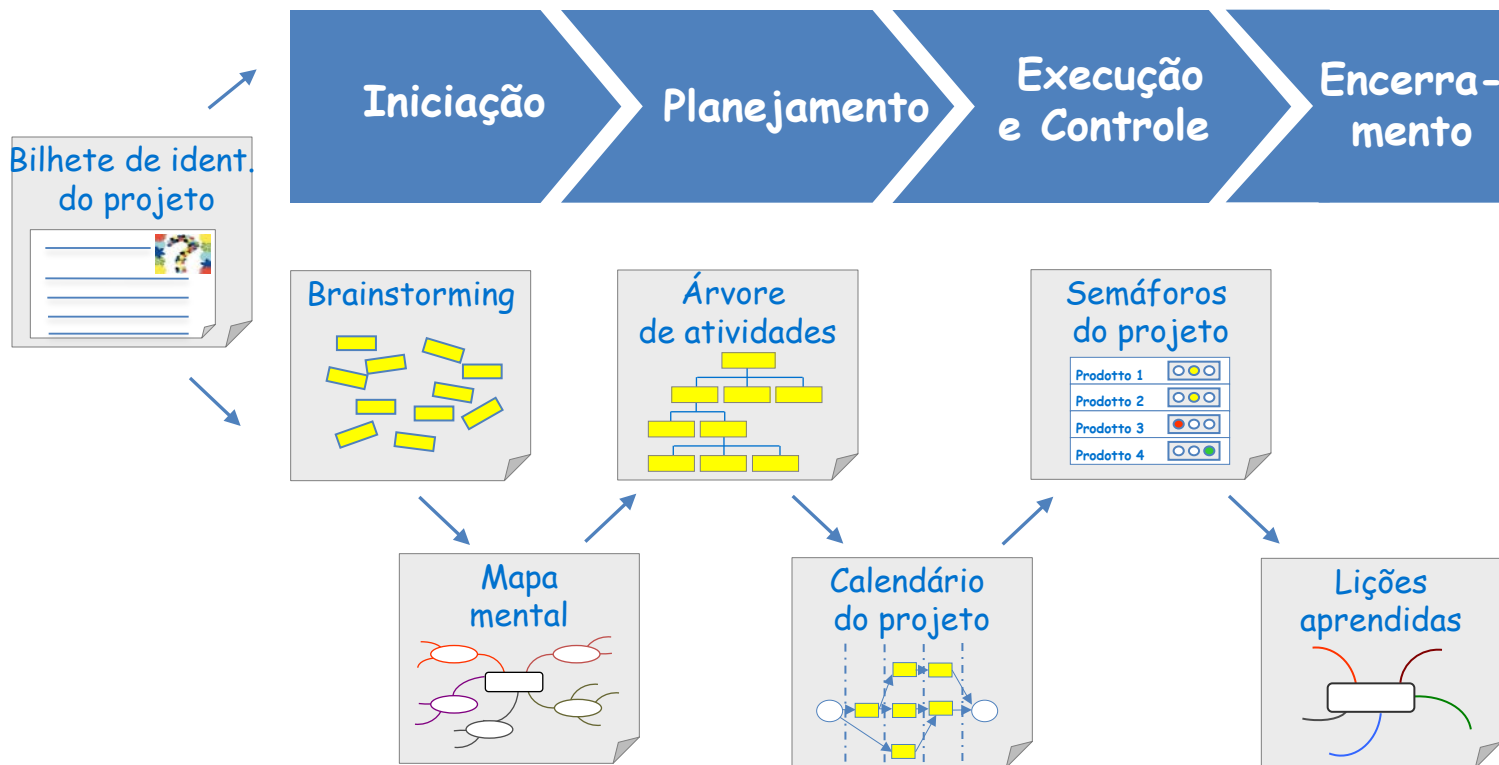 Iniciação
Planejamento
Execução
e Controle
Encerra-
mento
Bilhete de ident.
do projeto
Brainstorming
Árvore
de atividades
Semáforos
do projeto
Prodotto 1
Prodotto 2
Prodotto 3
Prodotto 4
Mapa
mental
Calendário
do projeto
Lições
aprendidas